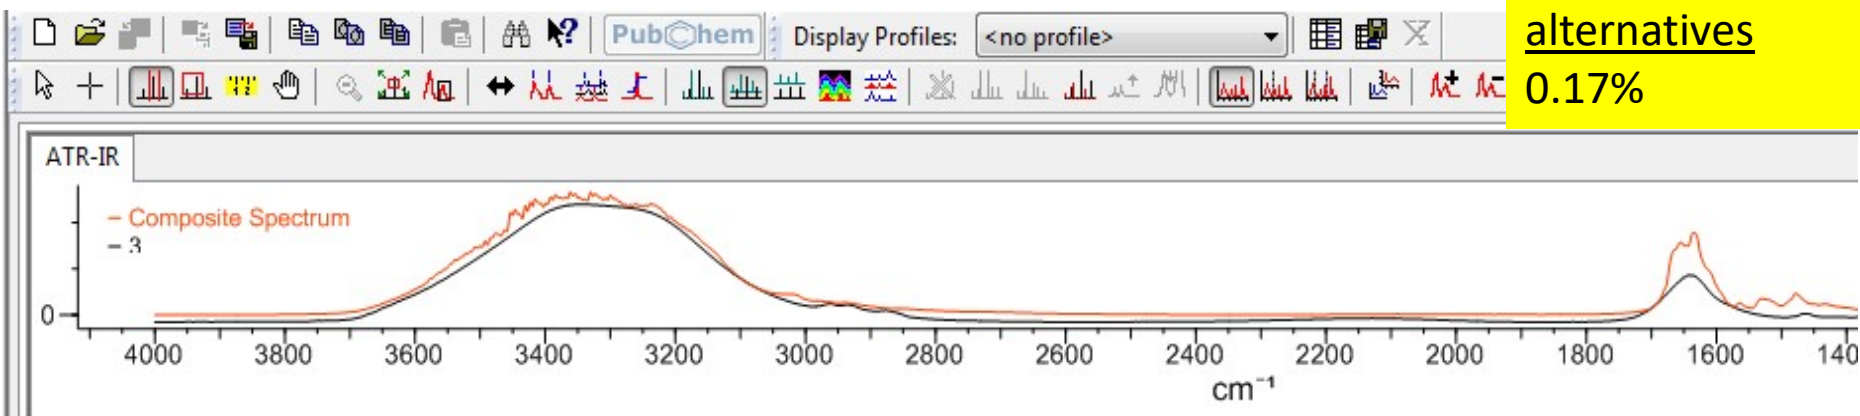 PubChem Display Profiles: <no profile>
alternatives
0.17%
ATR-IR
– Composite Spectrum
– 3
0
4000 3800 3600 3400 3200 3000 2800 2600 2400 2200 2000 1800 1600 140
cm⁻¹